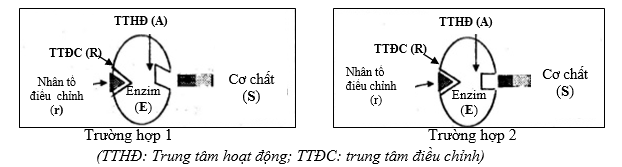 TTHĐ (A)
TTĐC (R)
Nhân tố
điều chỉnh
(r)
Enzim
(E)
Cơ chất
(S)
Trường hợp 1
TTHĐ (A)
TTĐC (R)
Nhân tố
điều chỉnh
(r)
Enzim
(E)
Cơ chất
(S)
Trường hợp 2
(TTHĐ: Trung tâm hoạt động; TTĐC: trung tâm điều chỉnh)